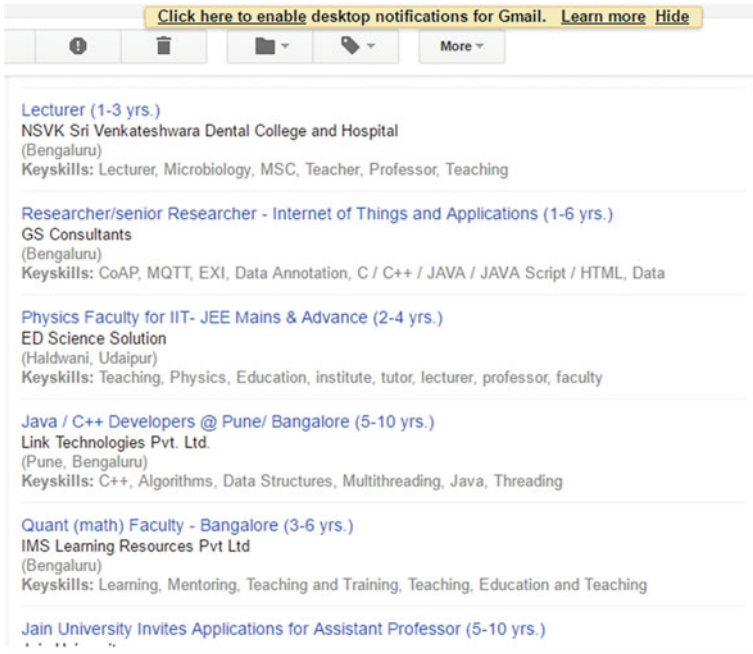 Click here to enable desktop notifications for Gmail. Learn more Hide
More
Lecturer (1-3 yrs.)
NSVK Sri Venkateshwara Dental College and Hospital
(Bengaluru)
Keyskills: Lecturer, Microbiology, MSC, Teacher, Professor, Teaching
Researcher/senior Researcher - Internet of Things and Applications (1-6 yrs.)
GS Consultants
(Bengaluru)
Keyskills: CoAP, MQTT, EXI, Data Annotation, C / C++ / JAVA / JAVA Script / HTML, Data
Physics Faculty for IIT- JEE Mains & Advance (2-4 yrs.)
ED Science Solution
(Haldwani, Udaipur)
Keyskills: Teaching, Physics, Education, institute, tutor, lecturer, professor, faculty
Java / C++ Developers @ Pune/ Bangalore (5-10 yrs.)
Link Technologies Pvt. Ltd.
(Pune, Bengaluru)
Keyskills: C++, Algorithms, Data Structures, Multithreading, Java, Threading
Quant (math) Faculty - Bangalore (3-6 yrs.)
IMS Learning Resources Pvt Ltd
(Bengaluru)
Keyskills: Learning, Mentoring, Teaching and Training, Teaching, Education and Teaching
Jain University Invites Applications for Assistant Professor (5-10 yrs.)